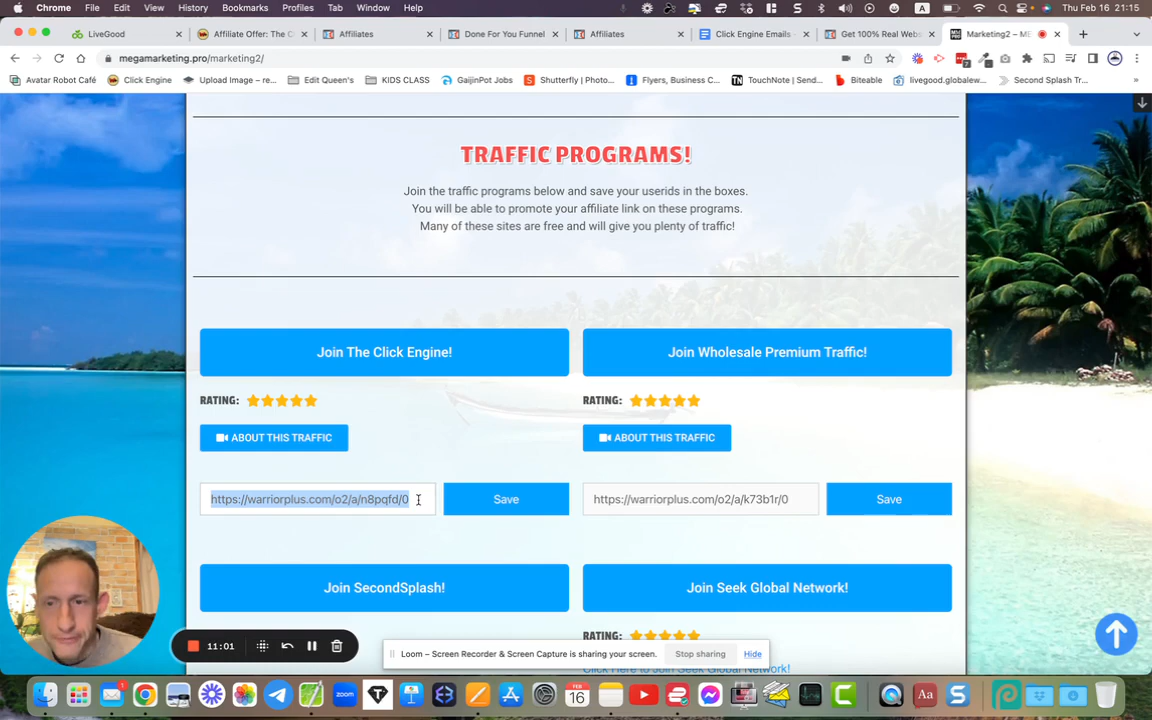 Chrome File Edit View History Bookmarks Profiles Tab Window Help
A Thu Feb 16 21:15
LiveGood
Affiliate Offer: The C
Affiliates
Done For You Funnel
Affiliates
Click Engine Emails -
Get 100% Real Webs
Marketing2 – ME
megamarketing.pro/marketing2/
Avatar Robot Café
Click Engine
Upload Image – re...
Edit Queen's
KIDS CLASS
GaijinPot Jobs
Shutterfly | Photo...
Flyers, Business C...
TouchNote | Send...
Biteable
livegood.globalew...
Second Splash Tr...
TRAFFIC PROGRAMS!
Join the traffic programs below and save your userids in the boxes.
You will be able to promote your affiliate link on these programs.
Many of these sites are free and will give you plenty of traffic!
Join The Click Engine!
Join Wholesale Premium Traffic!
RATING:
RATING:
ABOUT THIS TRAFFIC
ABOUT THIS TRAFFIC
https://warriorplus.com/o2/a/n8pqfd/0
Save
https://warriorplus.com/o2/a/k73b1r/0
Save
Join SecondSplash!
Join Seek Global Network!
RATING:
11:01
Loom – Screen Recorder & Screen Capture is sharing your screen.
Stop sharing
Hide
Click Here to Join Seek Global Network!